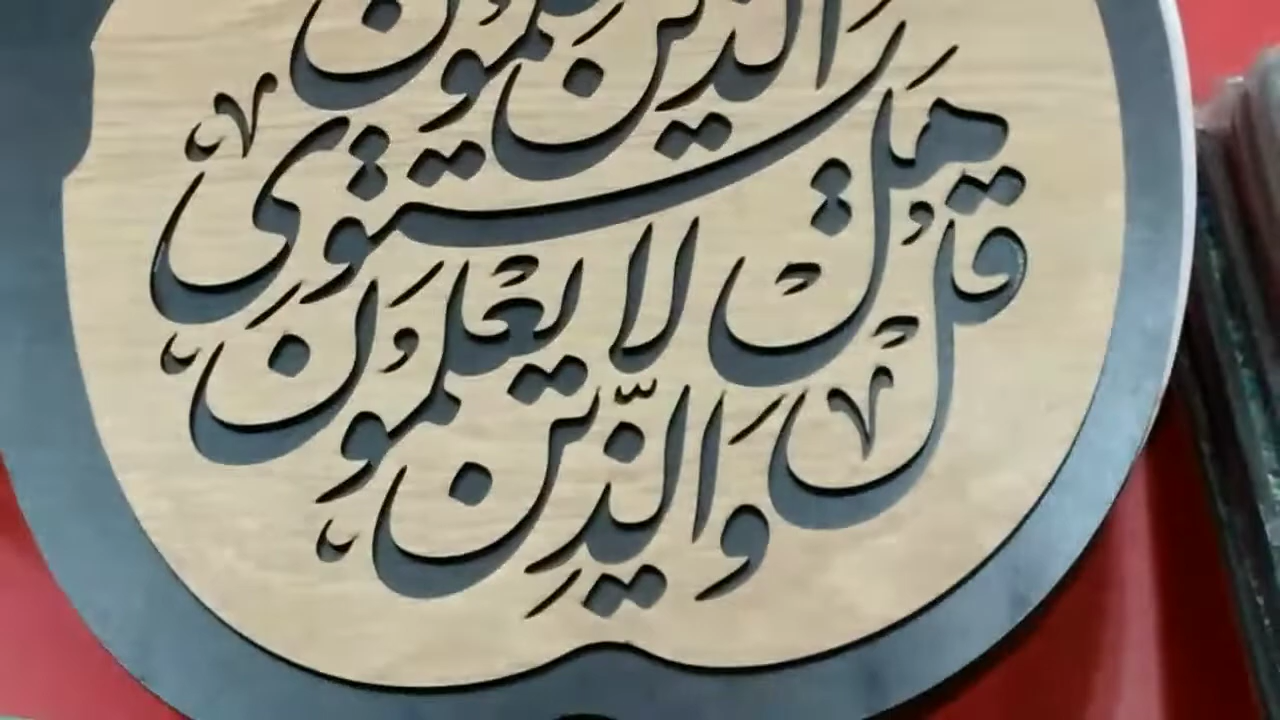 قل هل يستوى
الذين يعلمون
والذين
لا يعلمون